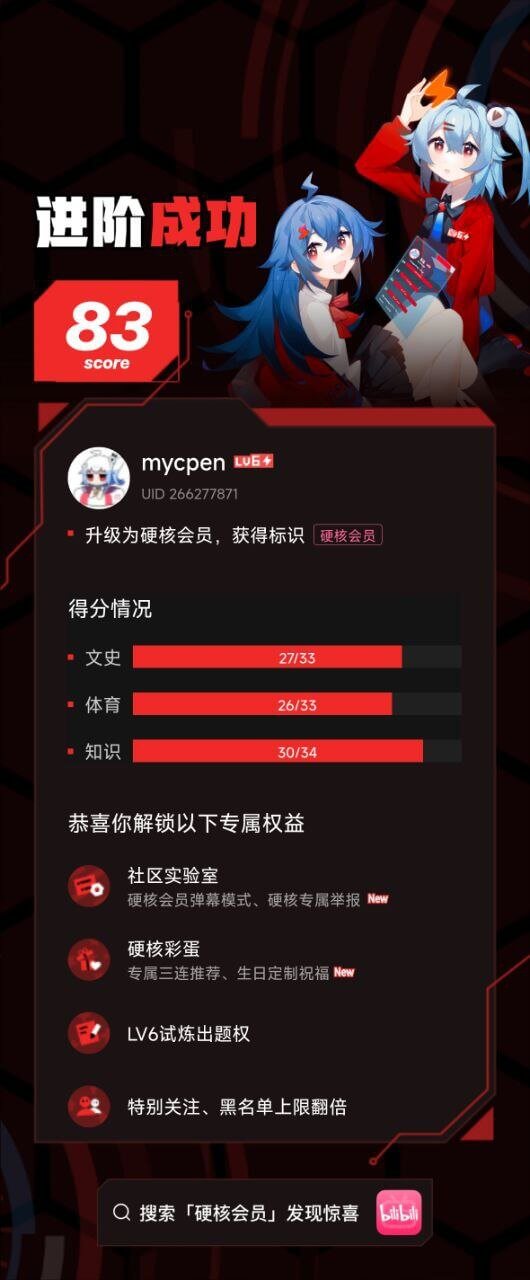 进阶成功
83
score
mycpen LV6
UID 266277871
升级为硬核会员，获得标识 硬核会员
得分情况
文史 27/33
体育 26/33
知识 30/34
恭喜你解锁以下专属权益
社区实验室
硬核会员弹幕模式、硬核专属举报 New
硬核彩蛋
专属三连推荐、生日定制祝福 New
LV6试炼出题权
特别关注、黑名单上限翻倍
搜索「硬核会员」发现惊喜 bilibili